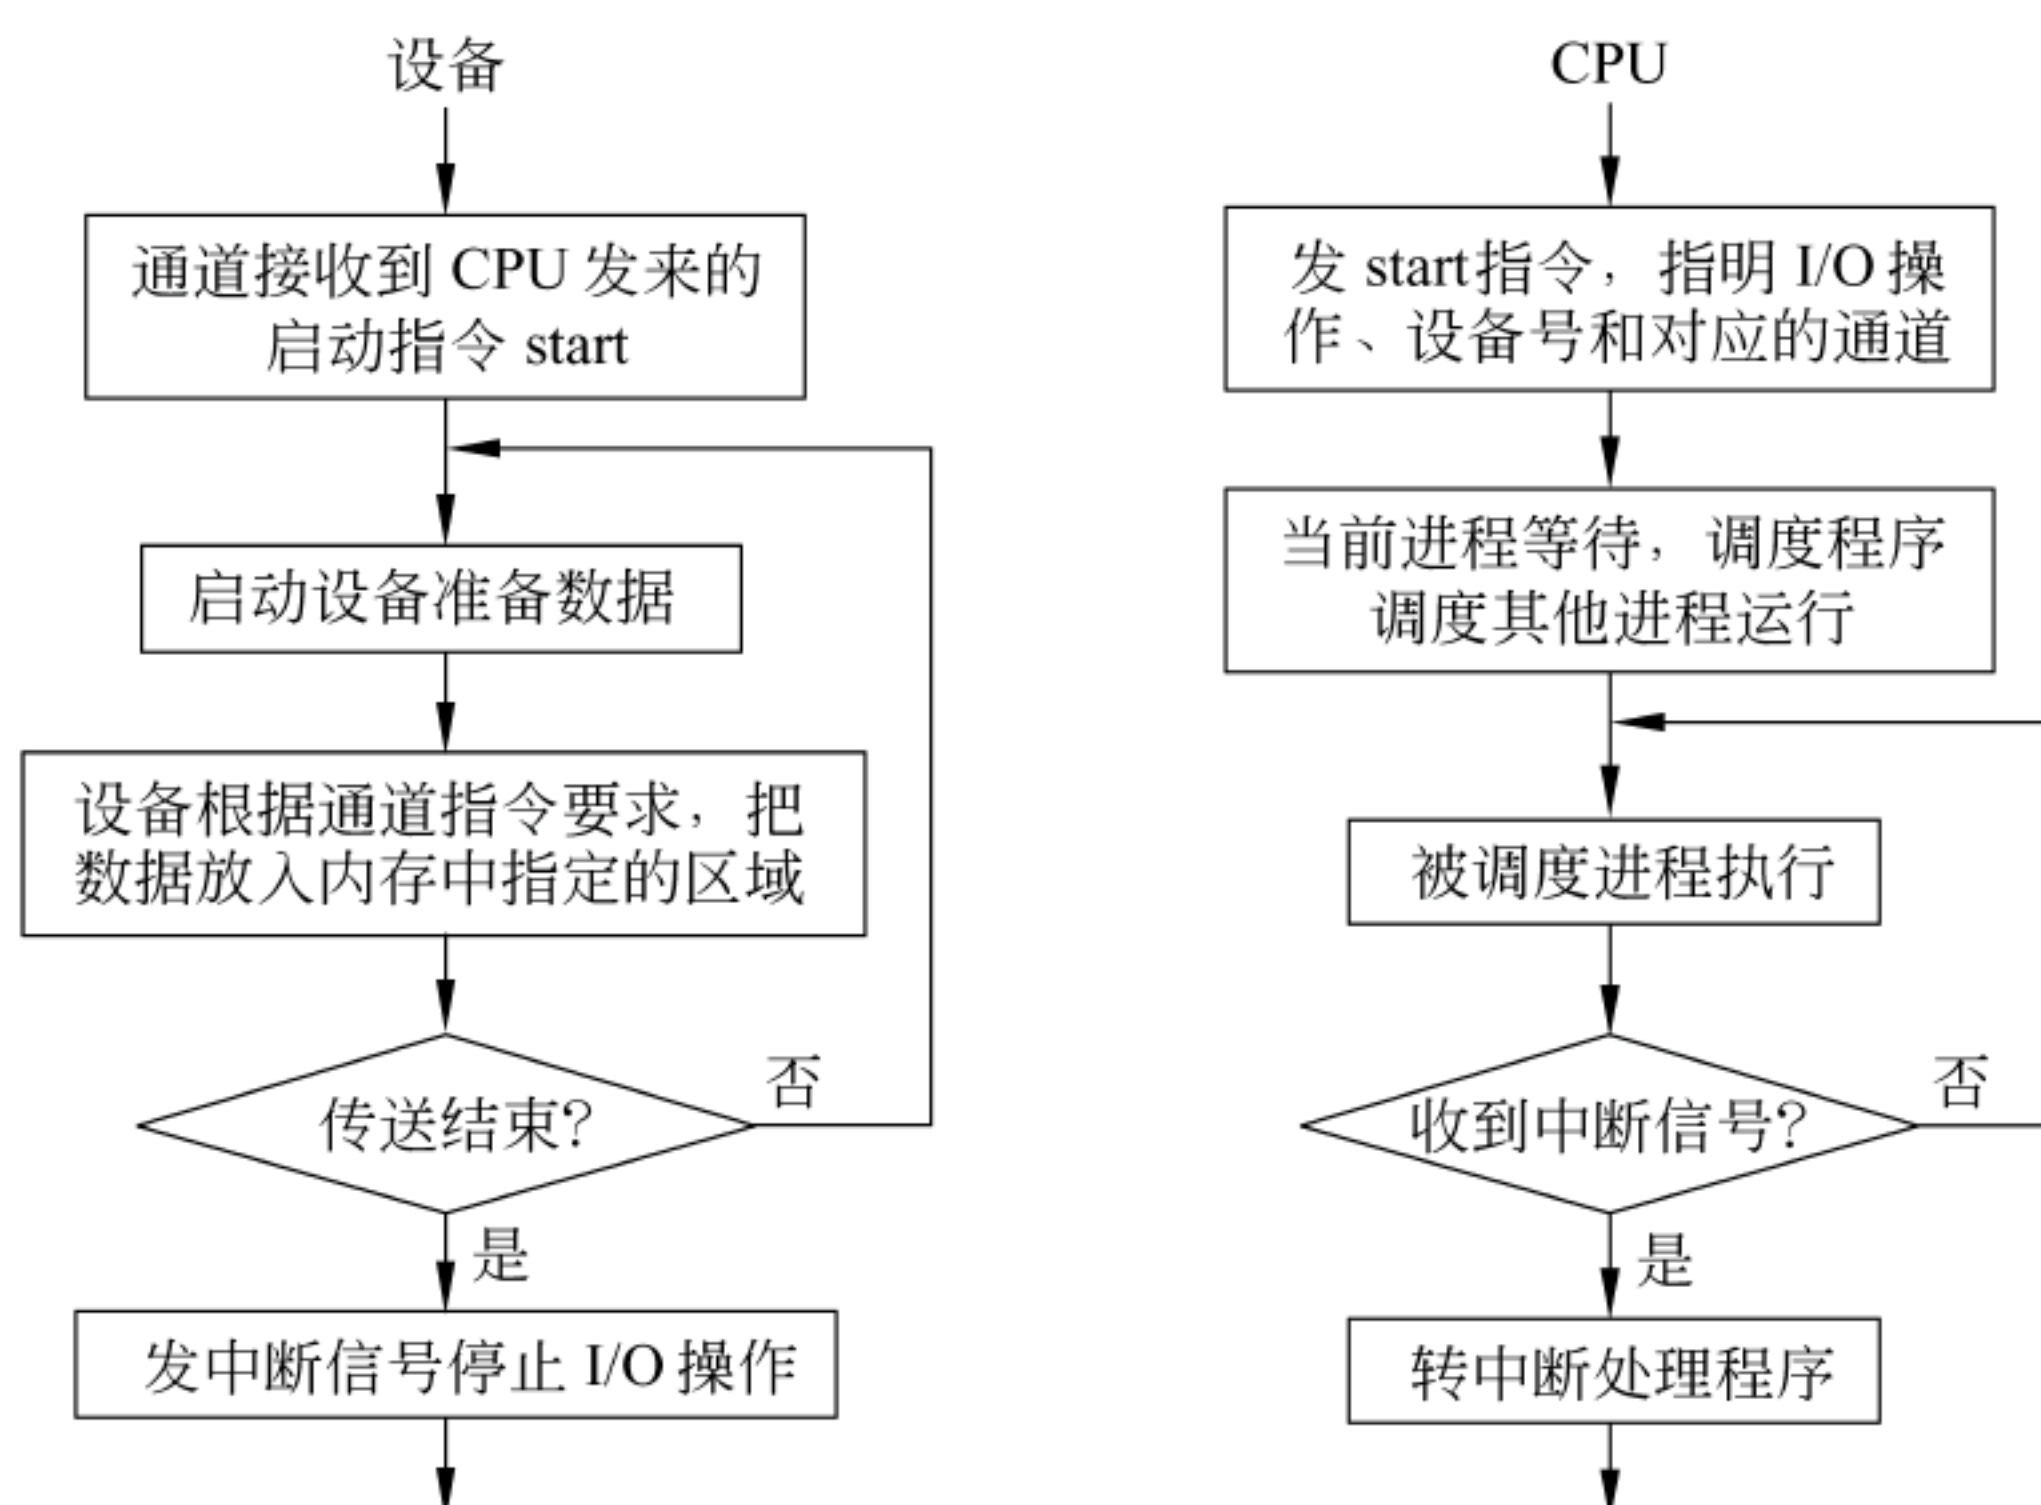 设备
通道接收到 CPU 发来的
启动指令 start
启动设备准备数据
设备根据通道指令要求，把
数据放入内存中指定的区域
传送结束？
否
是
发中断信号停止 I/O 操作
CPU
发 start指令，指明 I/O 操
作、设备号和对应的通道
当前进程等待，调度程序
调度其他进程运行
被调度进程执行
收到中断信号？
否
是
转中断处理程序